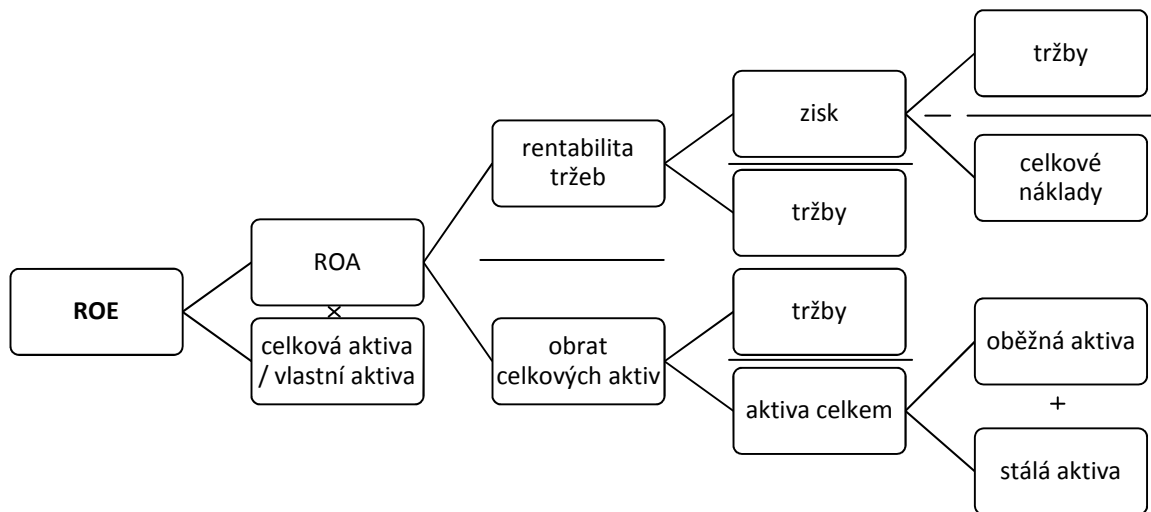 ROE
ROA
×
celková aktiva
/ vlastní aktiva
rentabilita
tržeb
obrat
celkových aktiv
zisk
tržby
tržby
aktiva celkem
tržby
—
celkové
náklady
oběžná aktiva
+
stálá aktiva